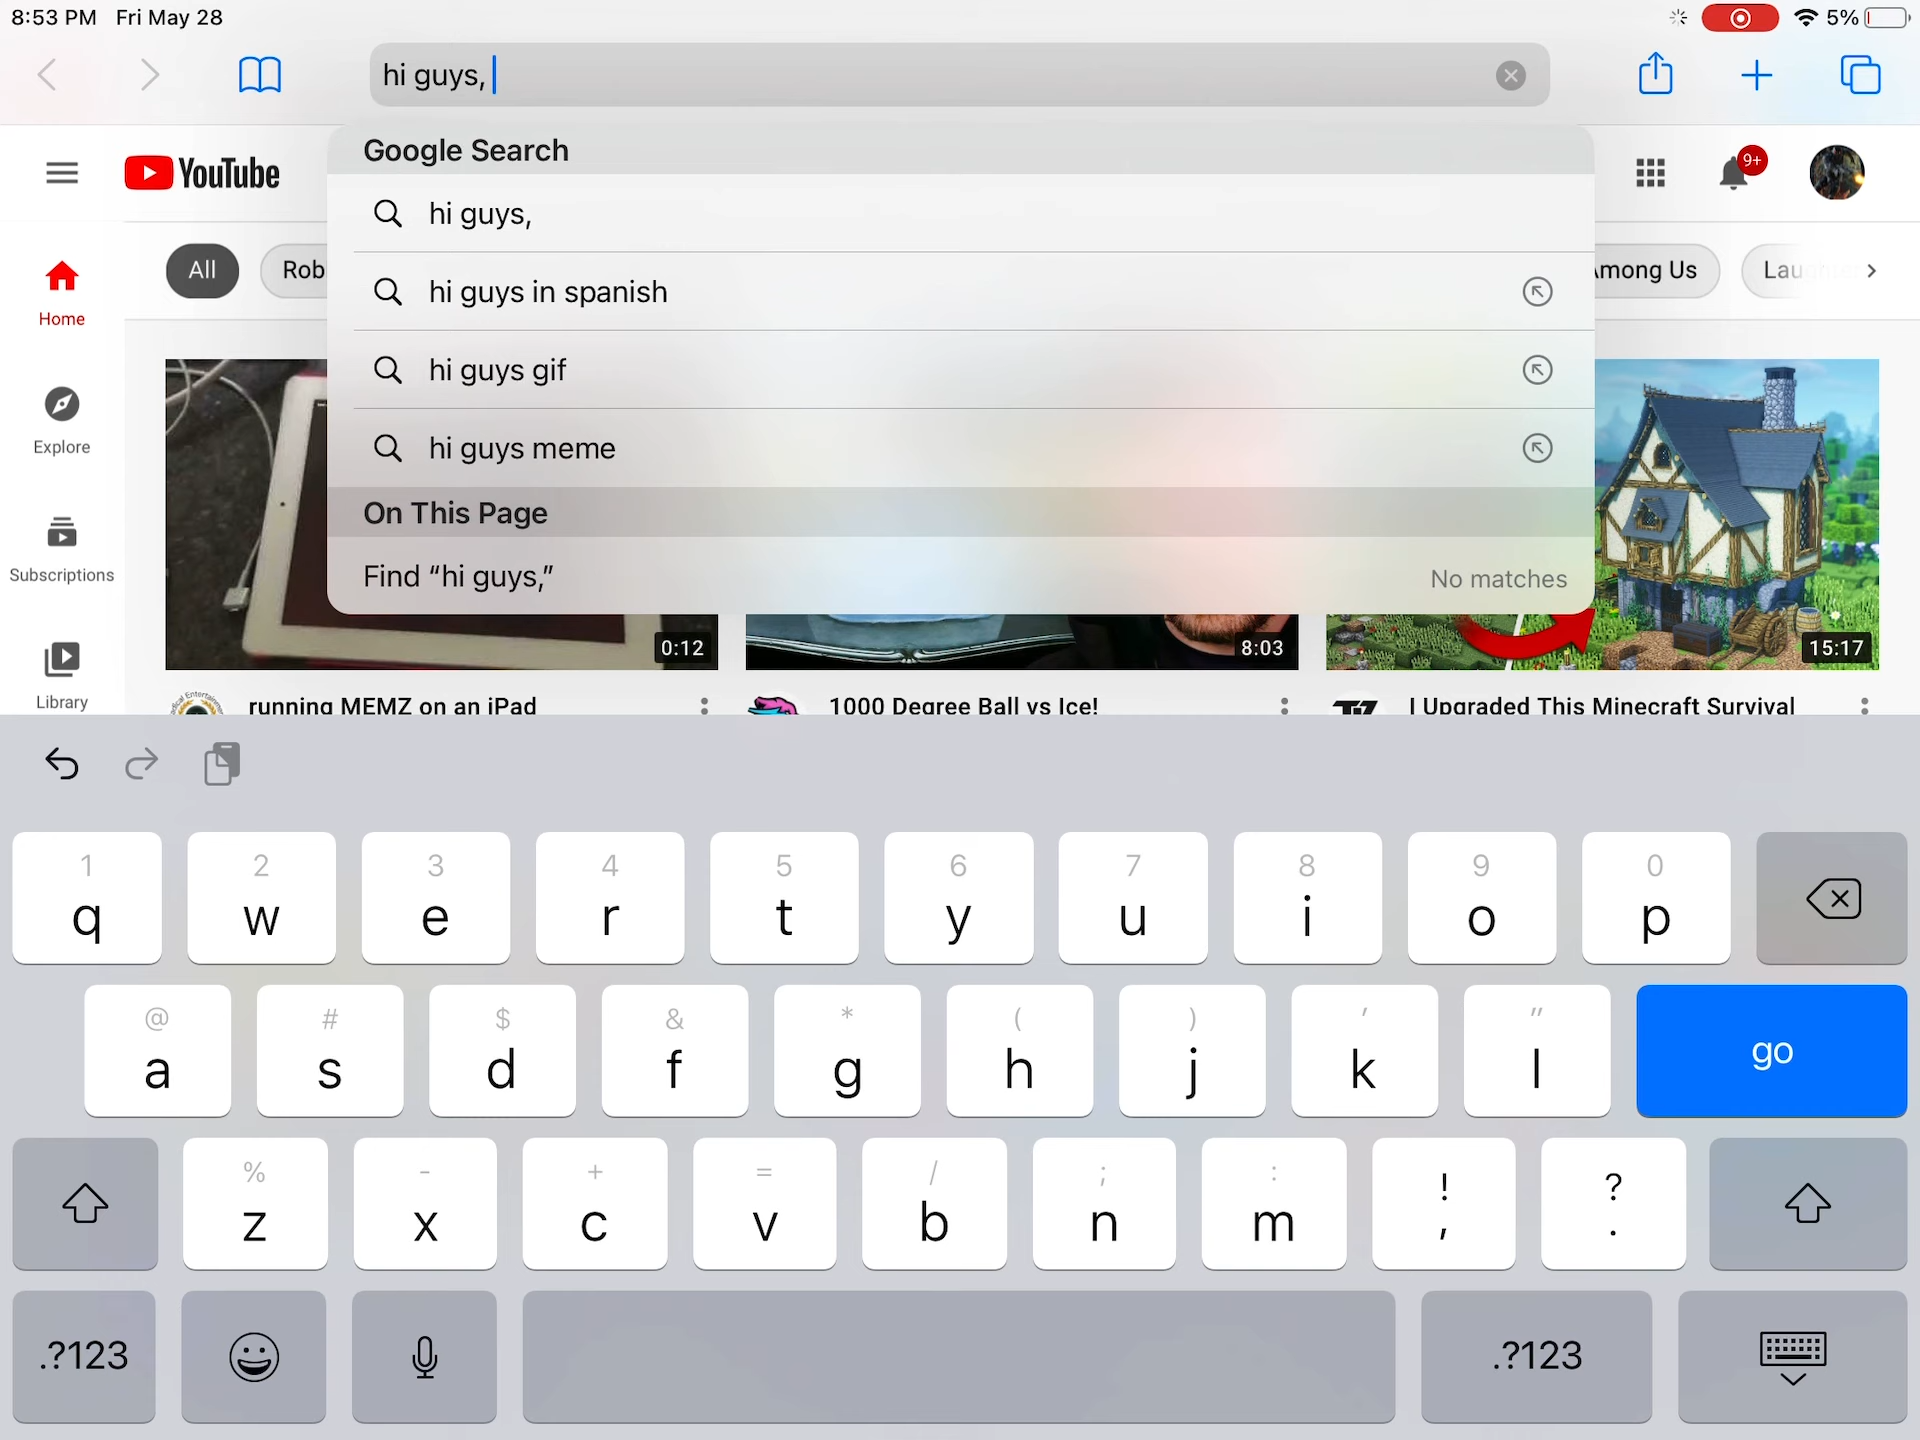 8:53 PM Fri May 28
5%
hi guys,
Google Search
YouTube
9+
hi guys,
All
Rob
hi guys in spanish
Among Us
Home
hi guys gif
Explore
hi guys meme
On This Page
Subscriptions
Find “hi guys,”
No matches
0:12
8:03
15:17
Library
running MEMZ on an iPad
1000 Degree Ball vs Ice!
I Upgraded This Minecraft Survival
1 2 3 4 5 6 7 8 9 0
q w e r t y u i o p
@ # $ & * ( ) ' "
a s d f g h j k l go
% - + = / ; : ! ?
z x c v b n m , .
.?123 .?123